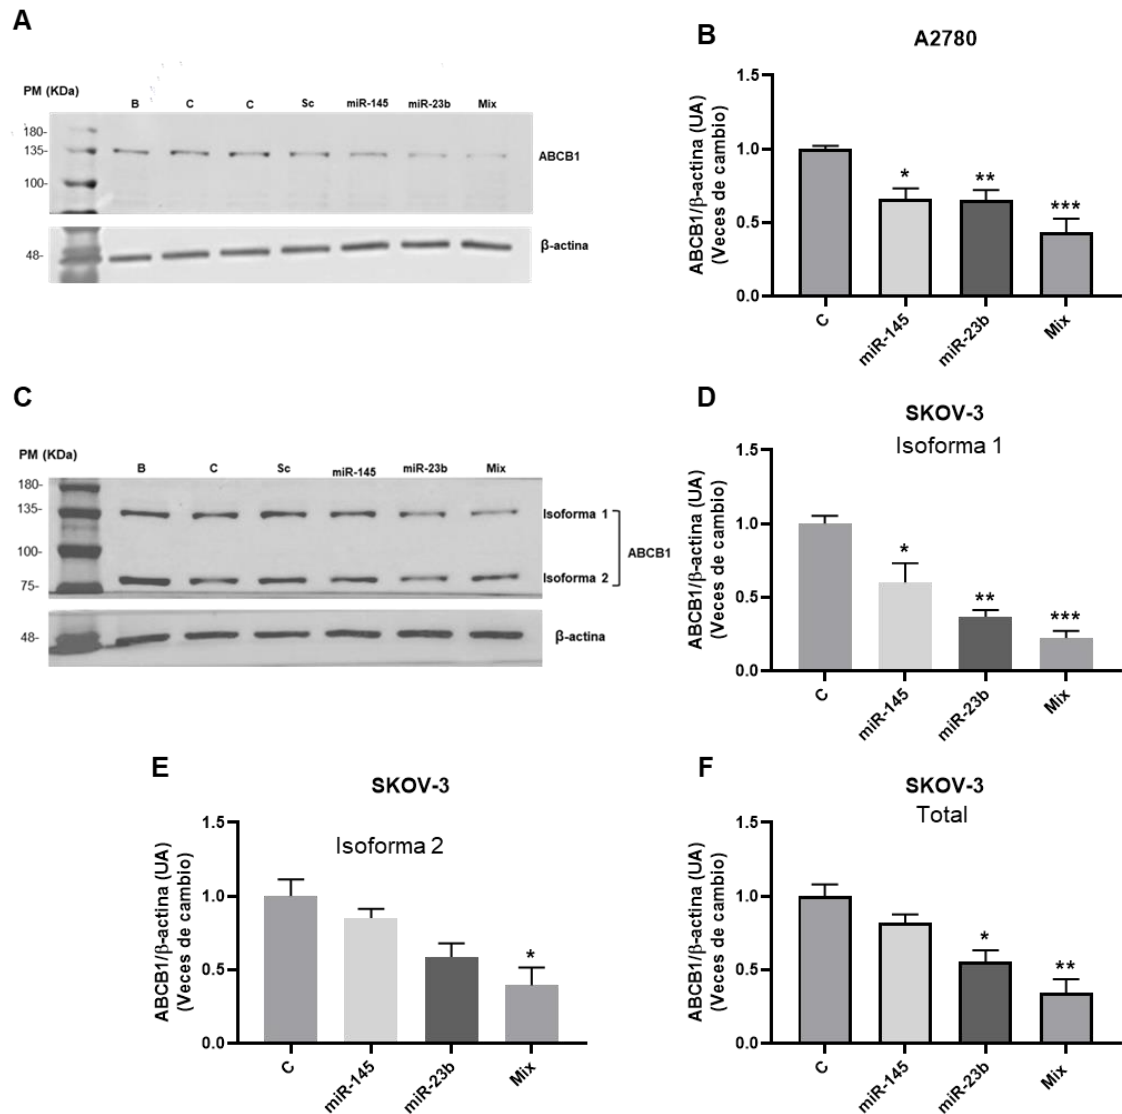 A
PM (KDa)
B C C Sc miR-145 miR-23b Mix
180-
135-
100-
ABCB1
48-
β-actina
B
A2780
ABCB1/β-actina (UA)
(Veces de cambio)
1.5
1.0
0.5
0.0
* ** ***
C miR-145 miR-23b Mix
C
PM (KDa)
B C Sc miR-145 miR-23b Mix
180-
135-
100-
75-
Isoforma 1
ABCB1
Isoforma 2
48-
β-actina
D
SKOV-3
Isoforma 1
ABCB1/β-actina (UA)
(Veces de cambio)
1.5
1.0
0.5
0.0
* ** ***
C miR-145 miR-23b Mix
E
SKOV-3
Isoforma 2
ABCB1/β-actina (UA)
(Veces de cambio)
1.5
1.0
0.5
0.0
*
C miR-145 miR-23b Mix
F
SKOV-3
Total
ABCB1/β-actina (UA)
(Veces de cambio)
1.5
1.0
0.5
0.0
* **
C miR-145 miR-23b Mix